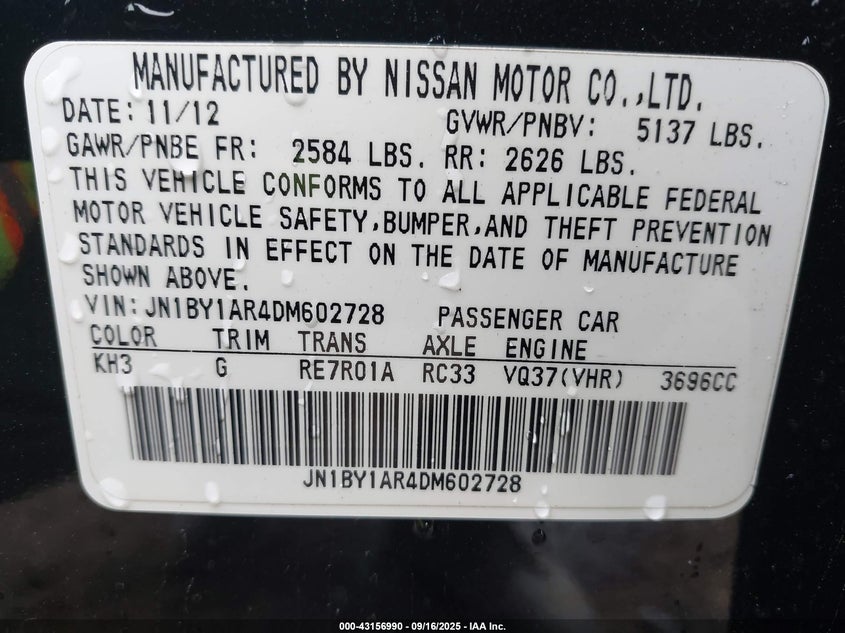 MANUFACTURED BY NISSAN MOTOR CO.,LTD.
DATE: 11/12 GVWR/PNBV: 5137 LBS.
GAWR/PNBE FR: 2584 LBS. RR: 2626 LBS.
THIS VEHICLE CONFORMS TO ALL APPLICABLE FEDERAL
MOTOR VEHICLE SAFETY,BUMPER,AND THEFT PREVENTION
STANDARDS IN EFFECT ON THE DATE OF MANUFACTURE
SHOWN ABOVE.
VIN:JN1BY1AR4DM602728 PASSENGER CAR
COLOR TRIM TRANS AXLE ENGINE
KH3 G RE7R01A RC33 VQ37(VHR) 3696CC
JN1BY1AR4DM602728
000-43156990 - 09/16/2025 - IAA Inc.